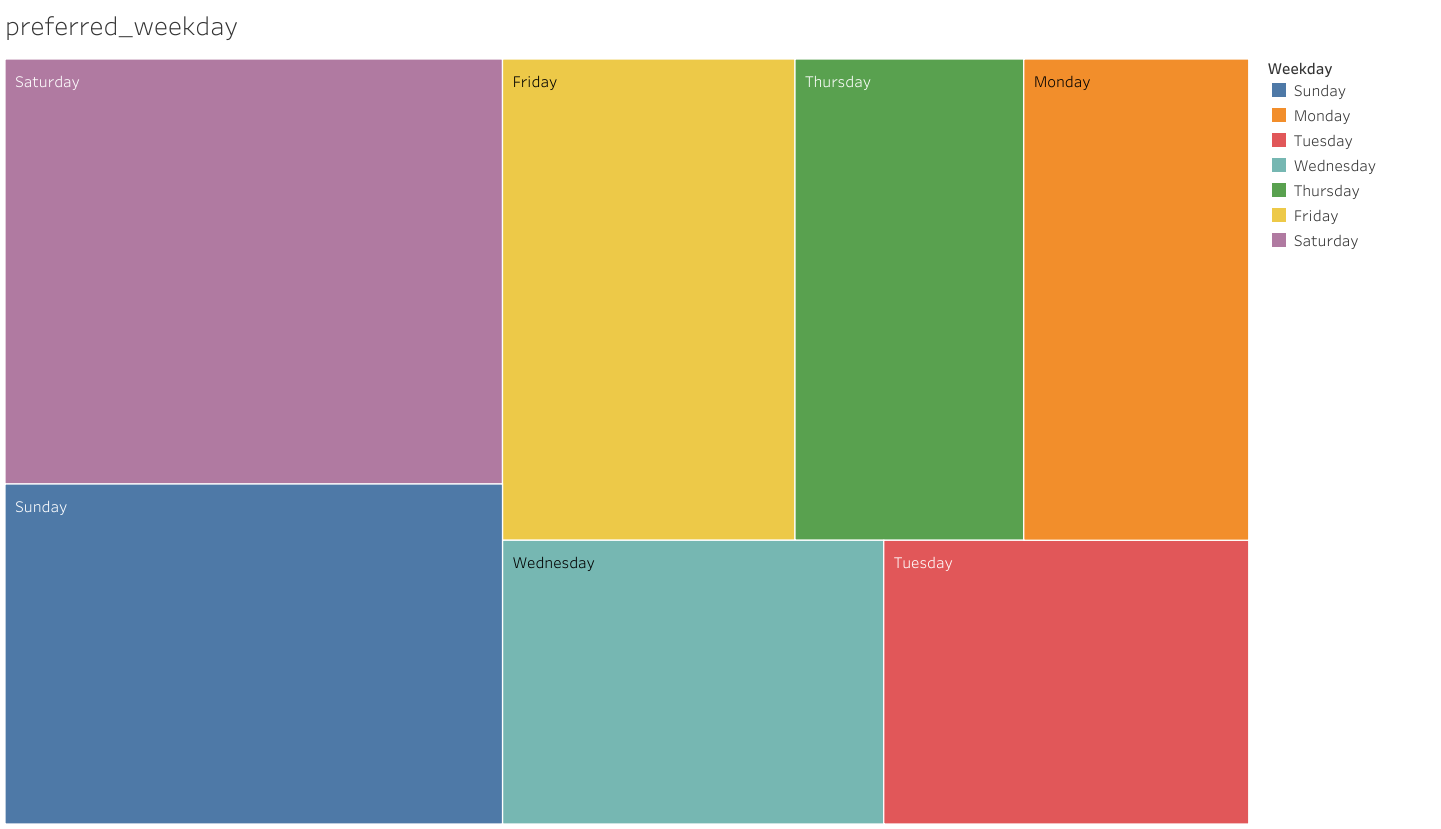 preferred_weekday
Saturday
Friday
Thursday
Monday
Sunday
Wednesday
Tuesday
Weekday
Sunday
Monday
Tuesday
Wednesday
Thursday
Friday
Saturday